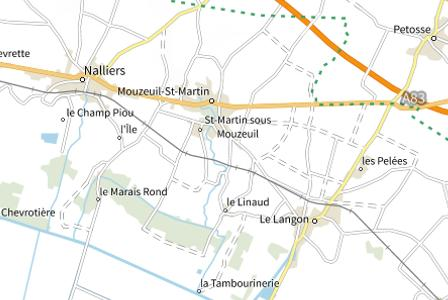 Petosse
evrette
Nalliers
Mouzeuil-St-Martin
A83
le Champ Piou
St-Martin sous
Mouzeuil
l'Île
les Pelées
le Marais Rond
le Linaud
Chevrotière
Le Langon
la Tambourinerie